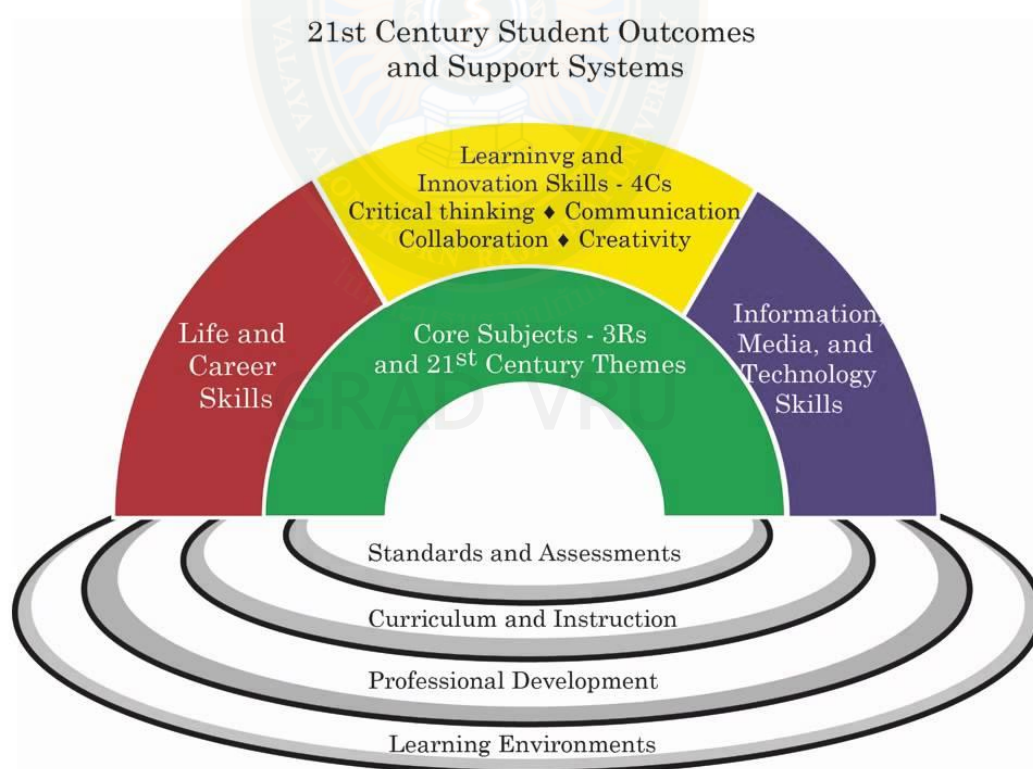 21st Century Student Outcomes
and Support Systems
Learninvg and
Innovation Skills - 4Cs
Critical thinking ♦ Communication
Collaboration ♦ Creativity
Life and
Career
Skills
Core Subjects - 3Rs
and 21st Century Themes
Information,
Media, and
Technology
Skills
GRAD VRU
Standards and Assessments
Curriculum and Instruction
Professional Development
Learning Environments